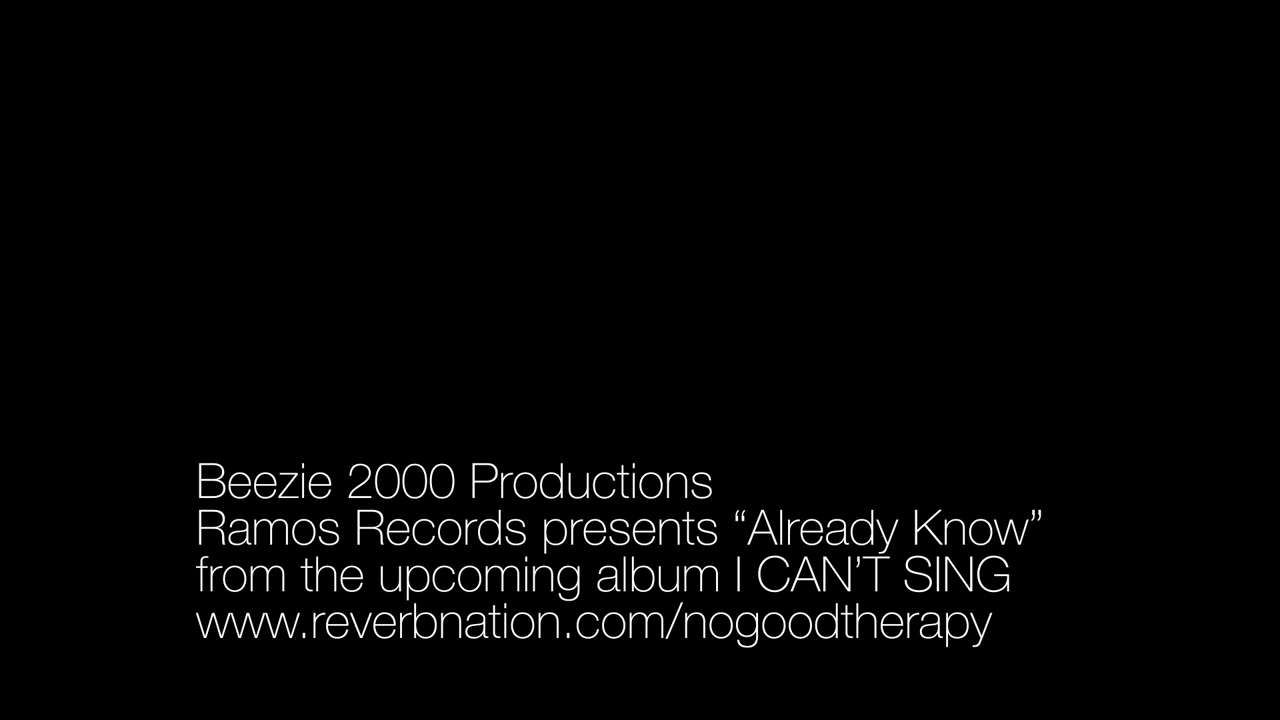 Beezie 2000 Productions
Ramos Records presents “Already Know”
from the upcoming album I CAN’T SING
www.reverbnation.com/nogoodtherapy